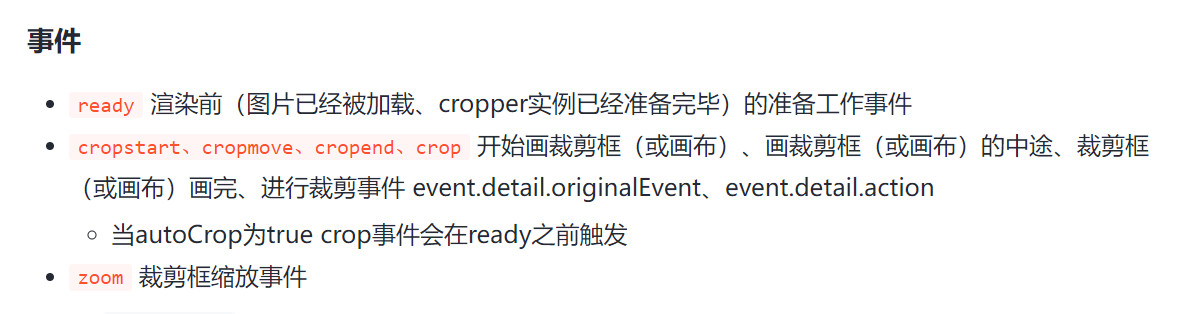 事件
ready 渲染前（图片已经被加载、cropper实例已经准备完毕）的准备工作事件
cropstart、cropmove、cropend、crop 开始画裁剪框（或画布）、画裁剪框（或画布）的中途、裁剪框
（或画布）画完、进行裁剪事件 event.detail.originalEvent、event.detail.action
当autoCrop为true crop事件会在ready之前触发
zoom 裁剪框缩放事件